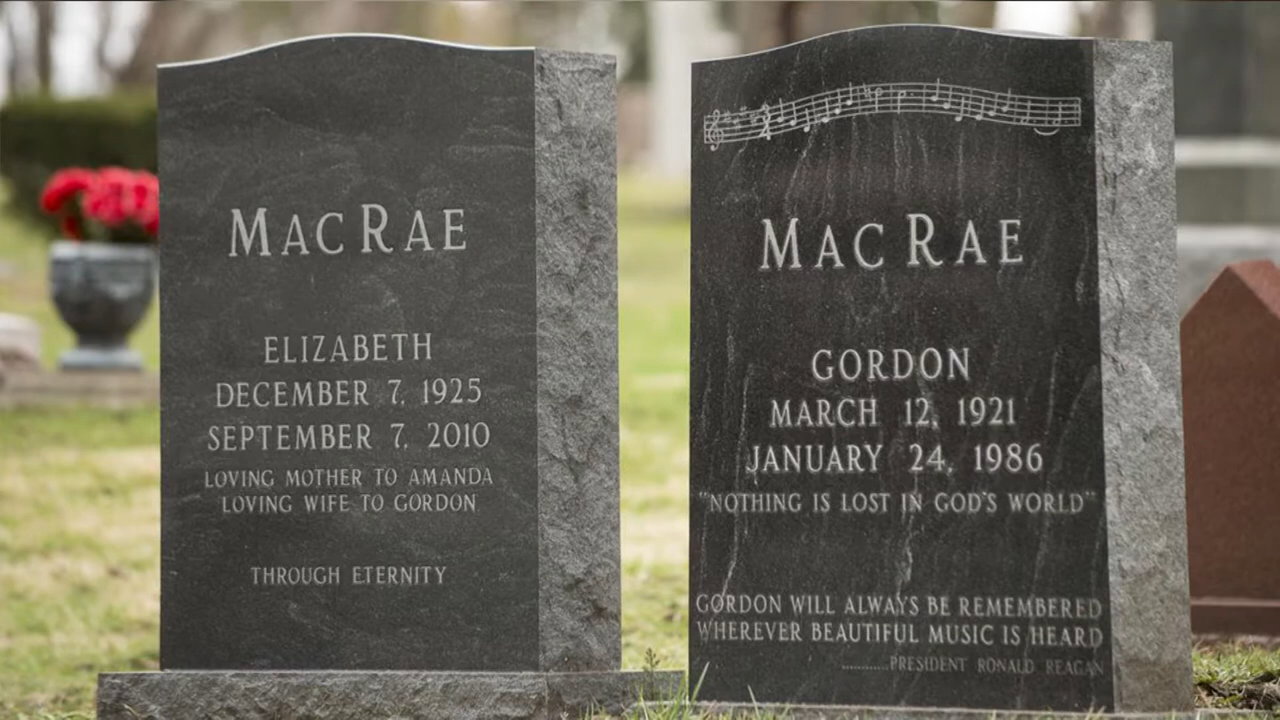 MACRAE
ELIZABETH
DECEMBER 7, 1925
SEPTEMBER 7, 2010
LOVING MOTHER TO AMANDA
LOVING WIFE TO GORDON
THROUGH ETERNITY
MACRAE
GORDON
MARCH 12, 1921
JANUARY 24, 1986
"NOTHING IS LOST IN GOD'S WORLD"
GORDON WILL ALWAYS BE REMEMBERED
WHEREVER BEAUTIFUL MUSIC IS HEARD
..........PRESIDENT RONALD REAGAN